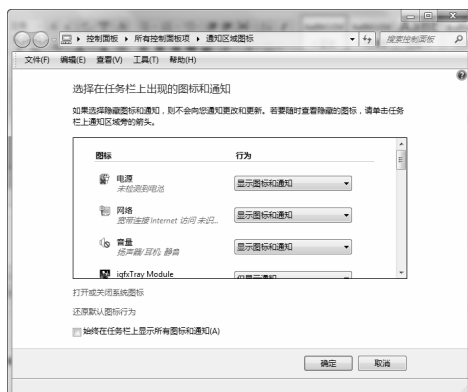 控制面板 ▸ 所有控制面板项 ▸ 通知区域图标
搜索控制面板
文件(F) 编辑(E) 查看(V) 工具(T) 帮助(H)
选择在任务栏上出现的图标和通知
如果选择隐藏图标和通知，则不会向您通知更改和更新。若要随时查看隐藏的图标，请单击任务
栏上通知区域旁的箭头。
图标 行为
电源
未检测到电池
显示图标和通知
网络
宽带连接 Internet 访问 未识...
显示图标和通知
音量
扬声器/耳机: 静音
显示图标和通知
igfxTray Module
仅显示通知
打开或关闭系统图标
还原默认图标行为
始终在任务栏上显示所有图标和通知(A)
确定 取消